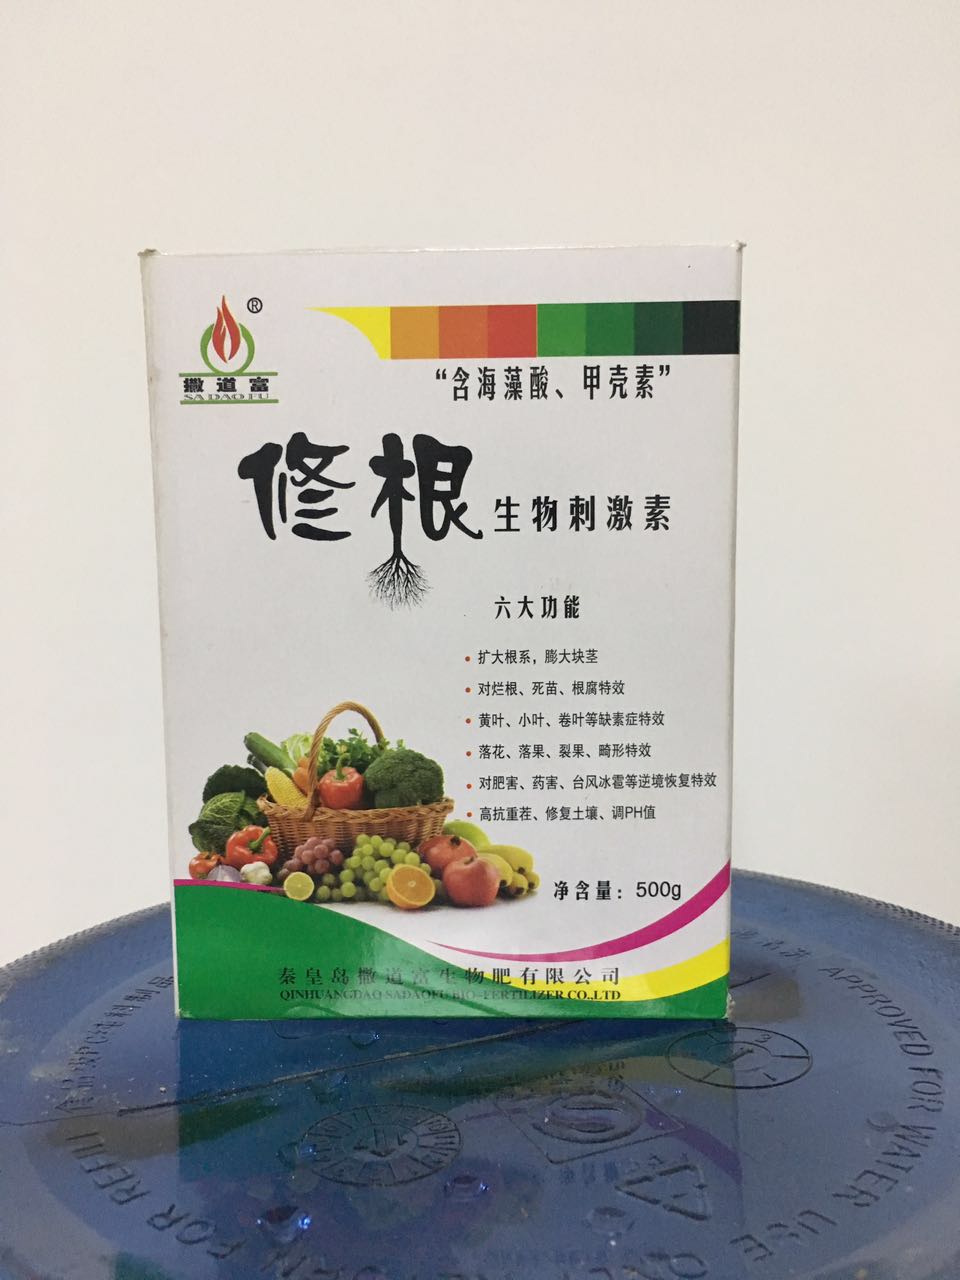 ®
撒道富
SADAOFU
“含海藻酸、甲壳素”
修根 生物刺激素
六大功能
• 扩大根系，膨大块茎
• 对烂根、死苗、根腐特效
• 黄叶、小叶、卷叶等缺素症特效
• 落花、落果、裂果、畸形特效
• 对肥害、药害、台风冰雹等逆境恢复特效
• 高抗重茬、修复土壤、调PH值
净含量：500g
秦皇岛撒道富生物肥有限公司
QINHUANGDAO SADAOFU BIO-FERTILIZER CO.,LTD
APPROVED FOR WATER USE ONLY
FOR REFILL